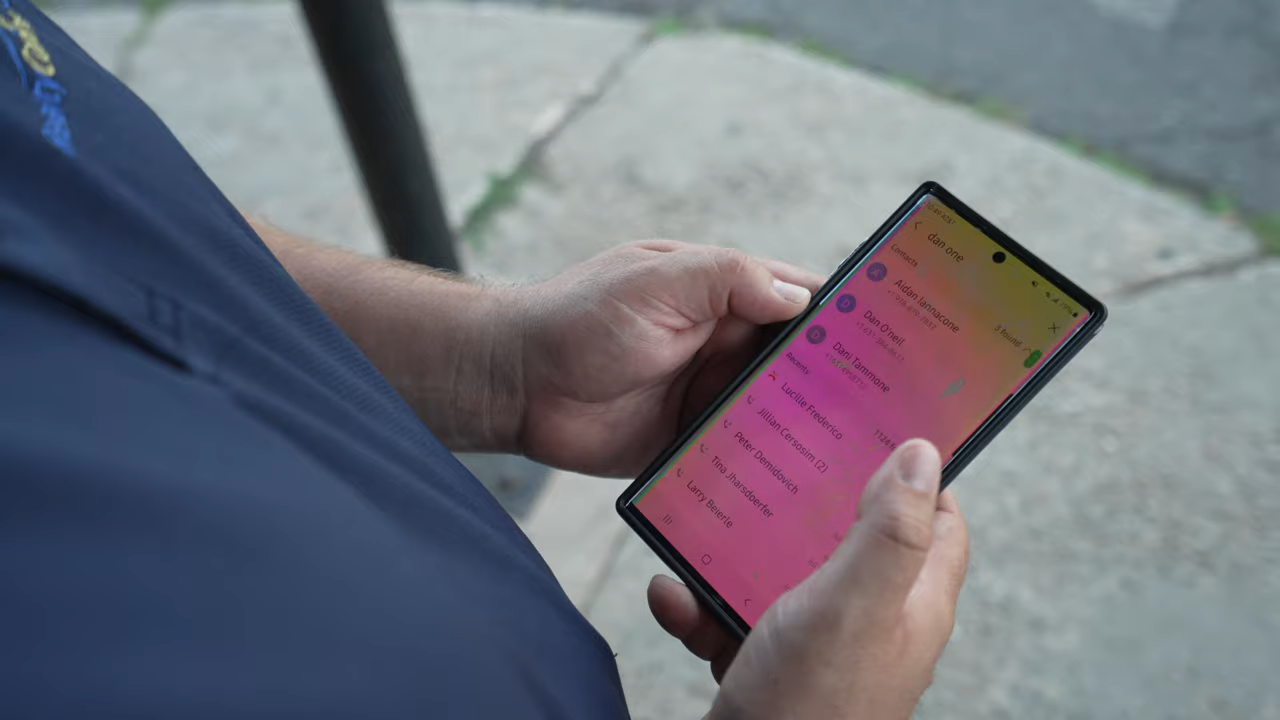 dan one
Contacts
3 found
Aidan Iannacone
Dan O'neil
Dani Tammone
Recents
Lucille Frederico
Jillian Cersosim (2)
Peter Demidovich
Tina Jharsdoerfer
Larry Beierle